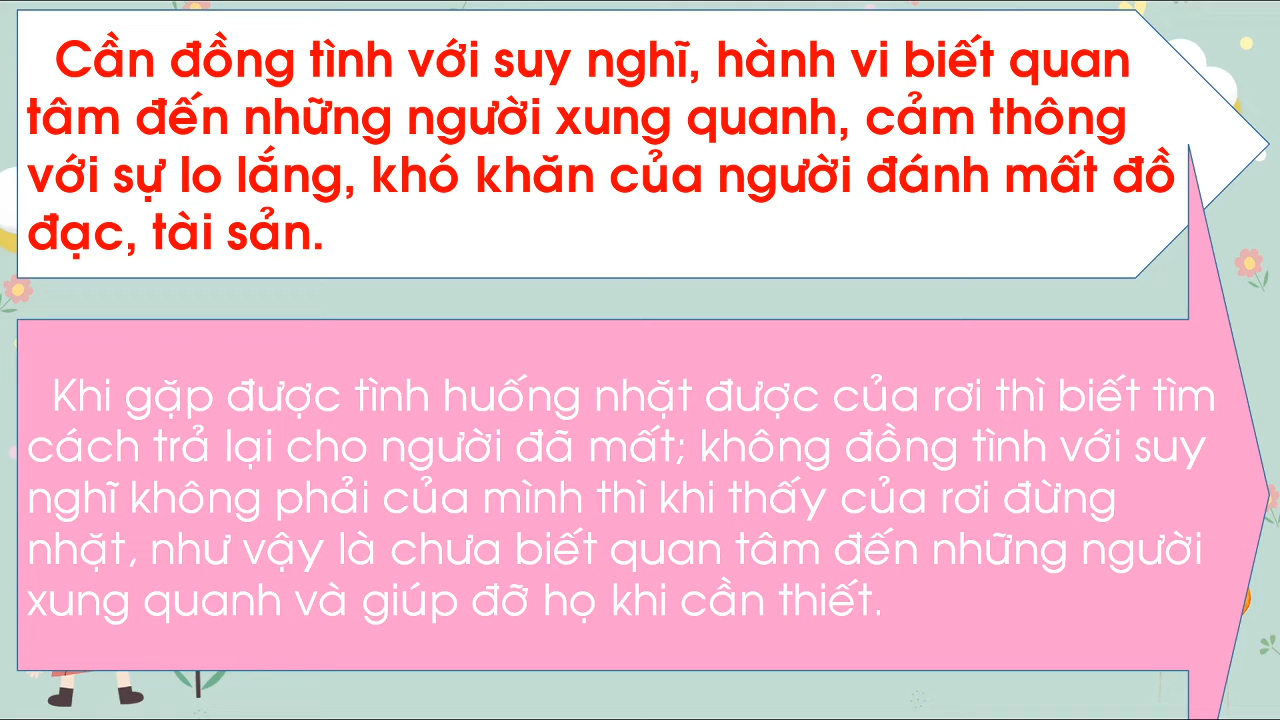 Cần đồng tình với suy nghĩ, hành vi biết quan
tâm đến những người xung quanh, cảm thông
với sự lo lắng, khó khăn của người đánh mất đồ
đạc, tài sản.
Khi gặp được tình huống nhặt được của rơi thì biết tìm
cách trả lại cho người đã mất; không đồng tình với suy
nghĩ không phải của mình thì khi thấy của rơi đừng
nhặt, như vậy là chưa biết quan tâm đến những người
xung quanh và giúp đỡ họ khi cần thiết.